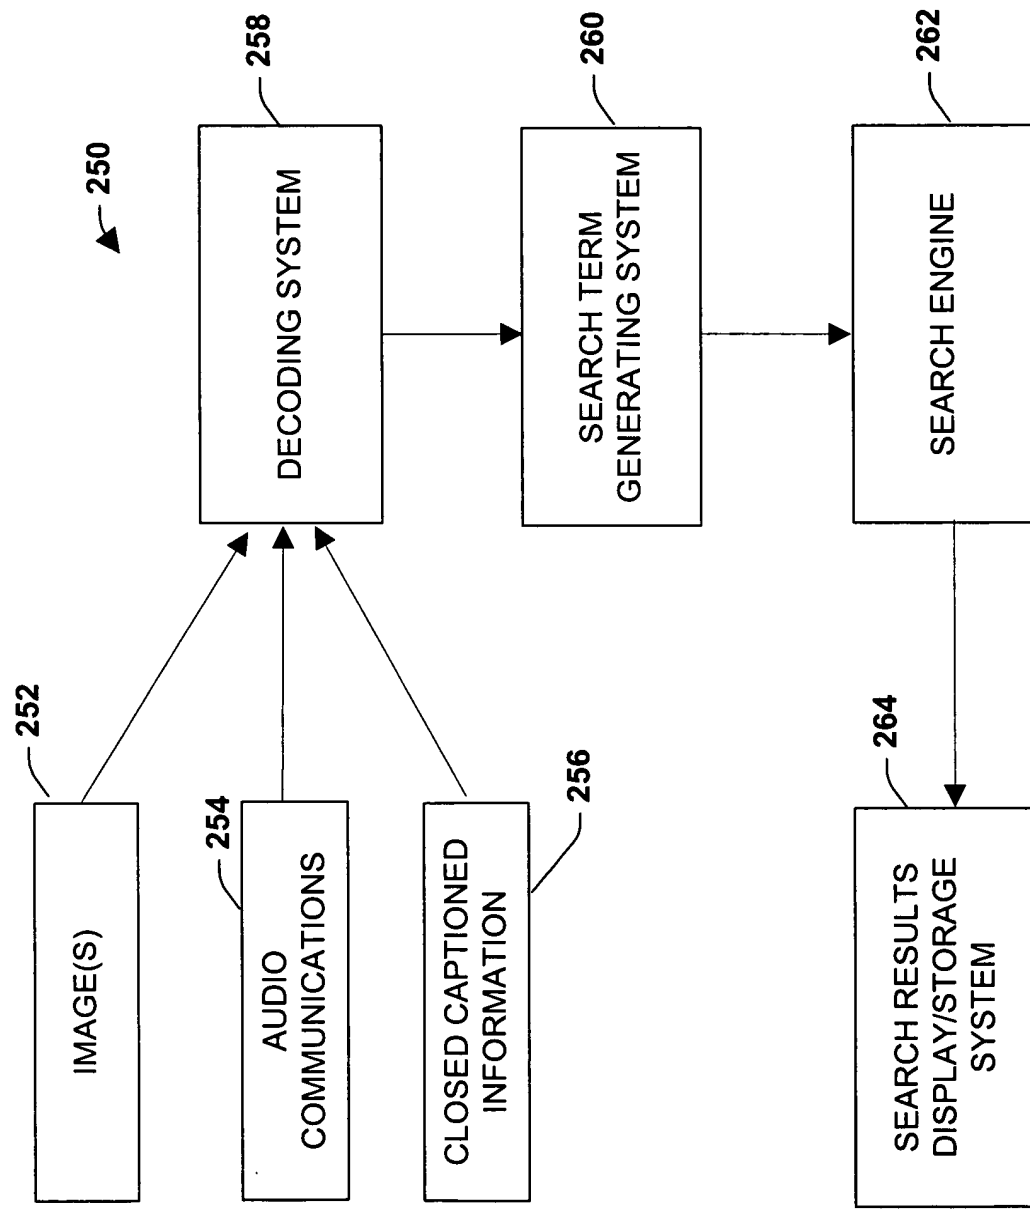 250
252
IMAGE(S)
254
AUDIO
COMMUNICATIONS
256
CLOSED CAPTIONED
INFORMATION
258
DECODING SYSTEM
260
SEARCH TERM
GENERATING SYSTEM
262
SEARCH ENGINE
264
SEARCH RESULTS
DISPLAY/STORAGE
SYSTEM